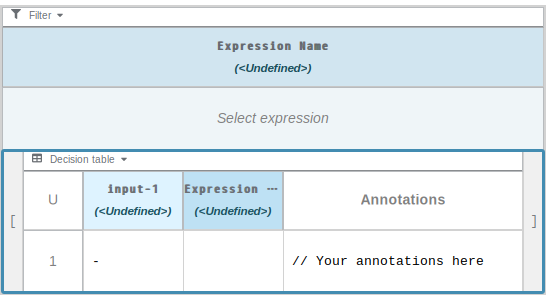 Filter
Expression Name
(<Undefined>)
Select expression
Decision table
U input-1 Expression ... Annotations
(<Undefined>) (<Undefined>)
[ ]
1 - // Your annotations here